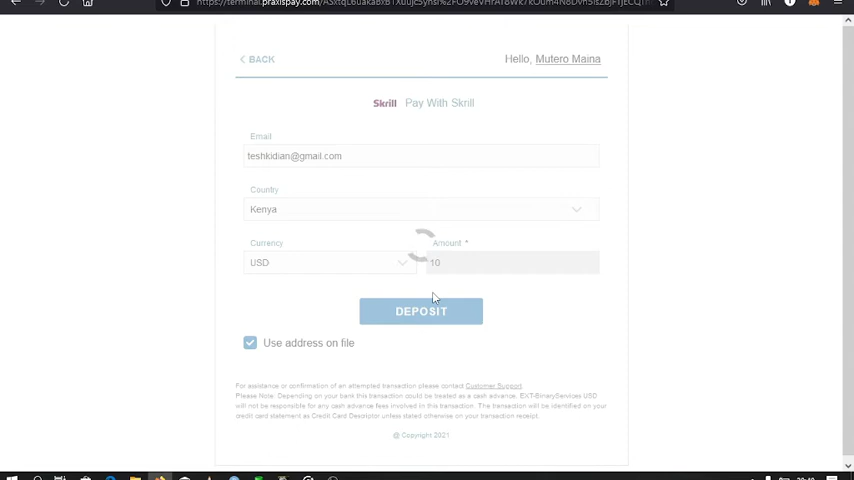 BACK
Hello, Mutero Maina
Skrill Pay With Skrill
Email
teshkidian@gmail.com
Country
Kenya
Currency
Amount *
USD
10
DEPOSIT
Use address on file
For assistance or confirmation of an attempted transaction please contact Customer Support.
Please Note: Depending on your bank this transaction could be treated as a cash advance. EXT-BinaryServices USD
will not be responsible for any cash advance fees involved in this transaction. The transaction will be identified on your
credit card statement as Credit Card Descriptor unless stated otherwise on your transaction receipt.
@ Copyright 2021